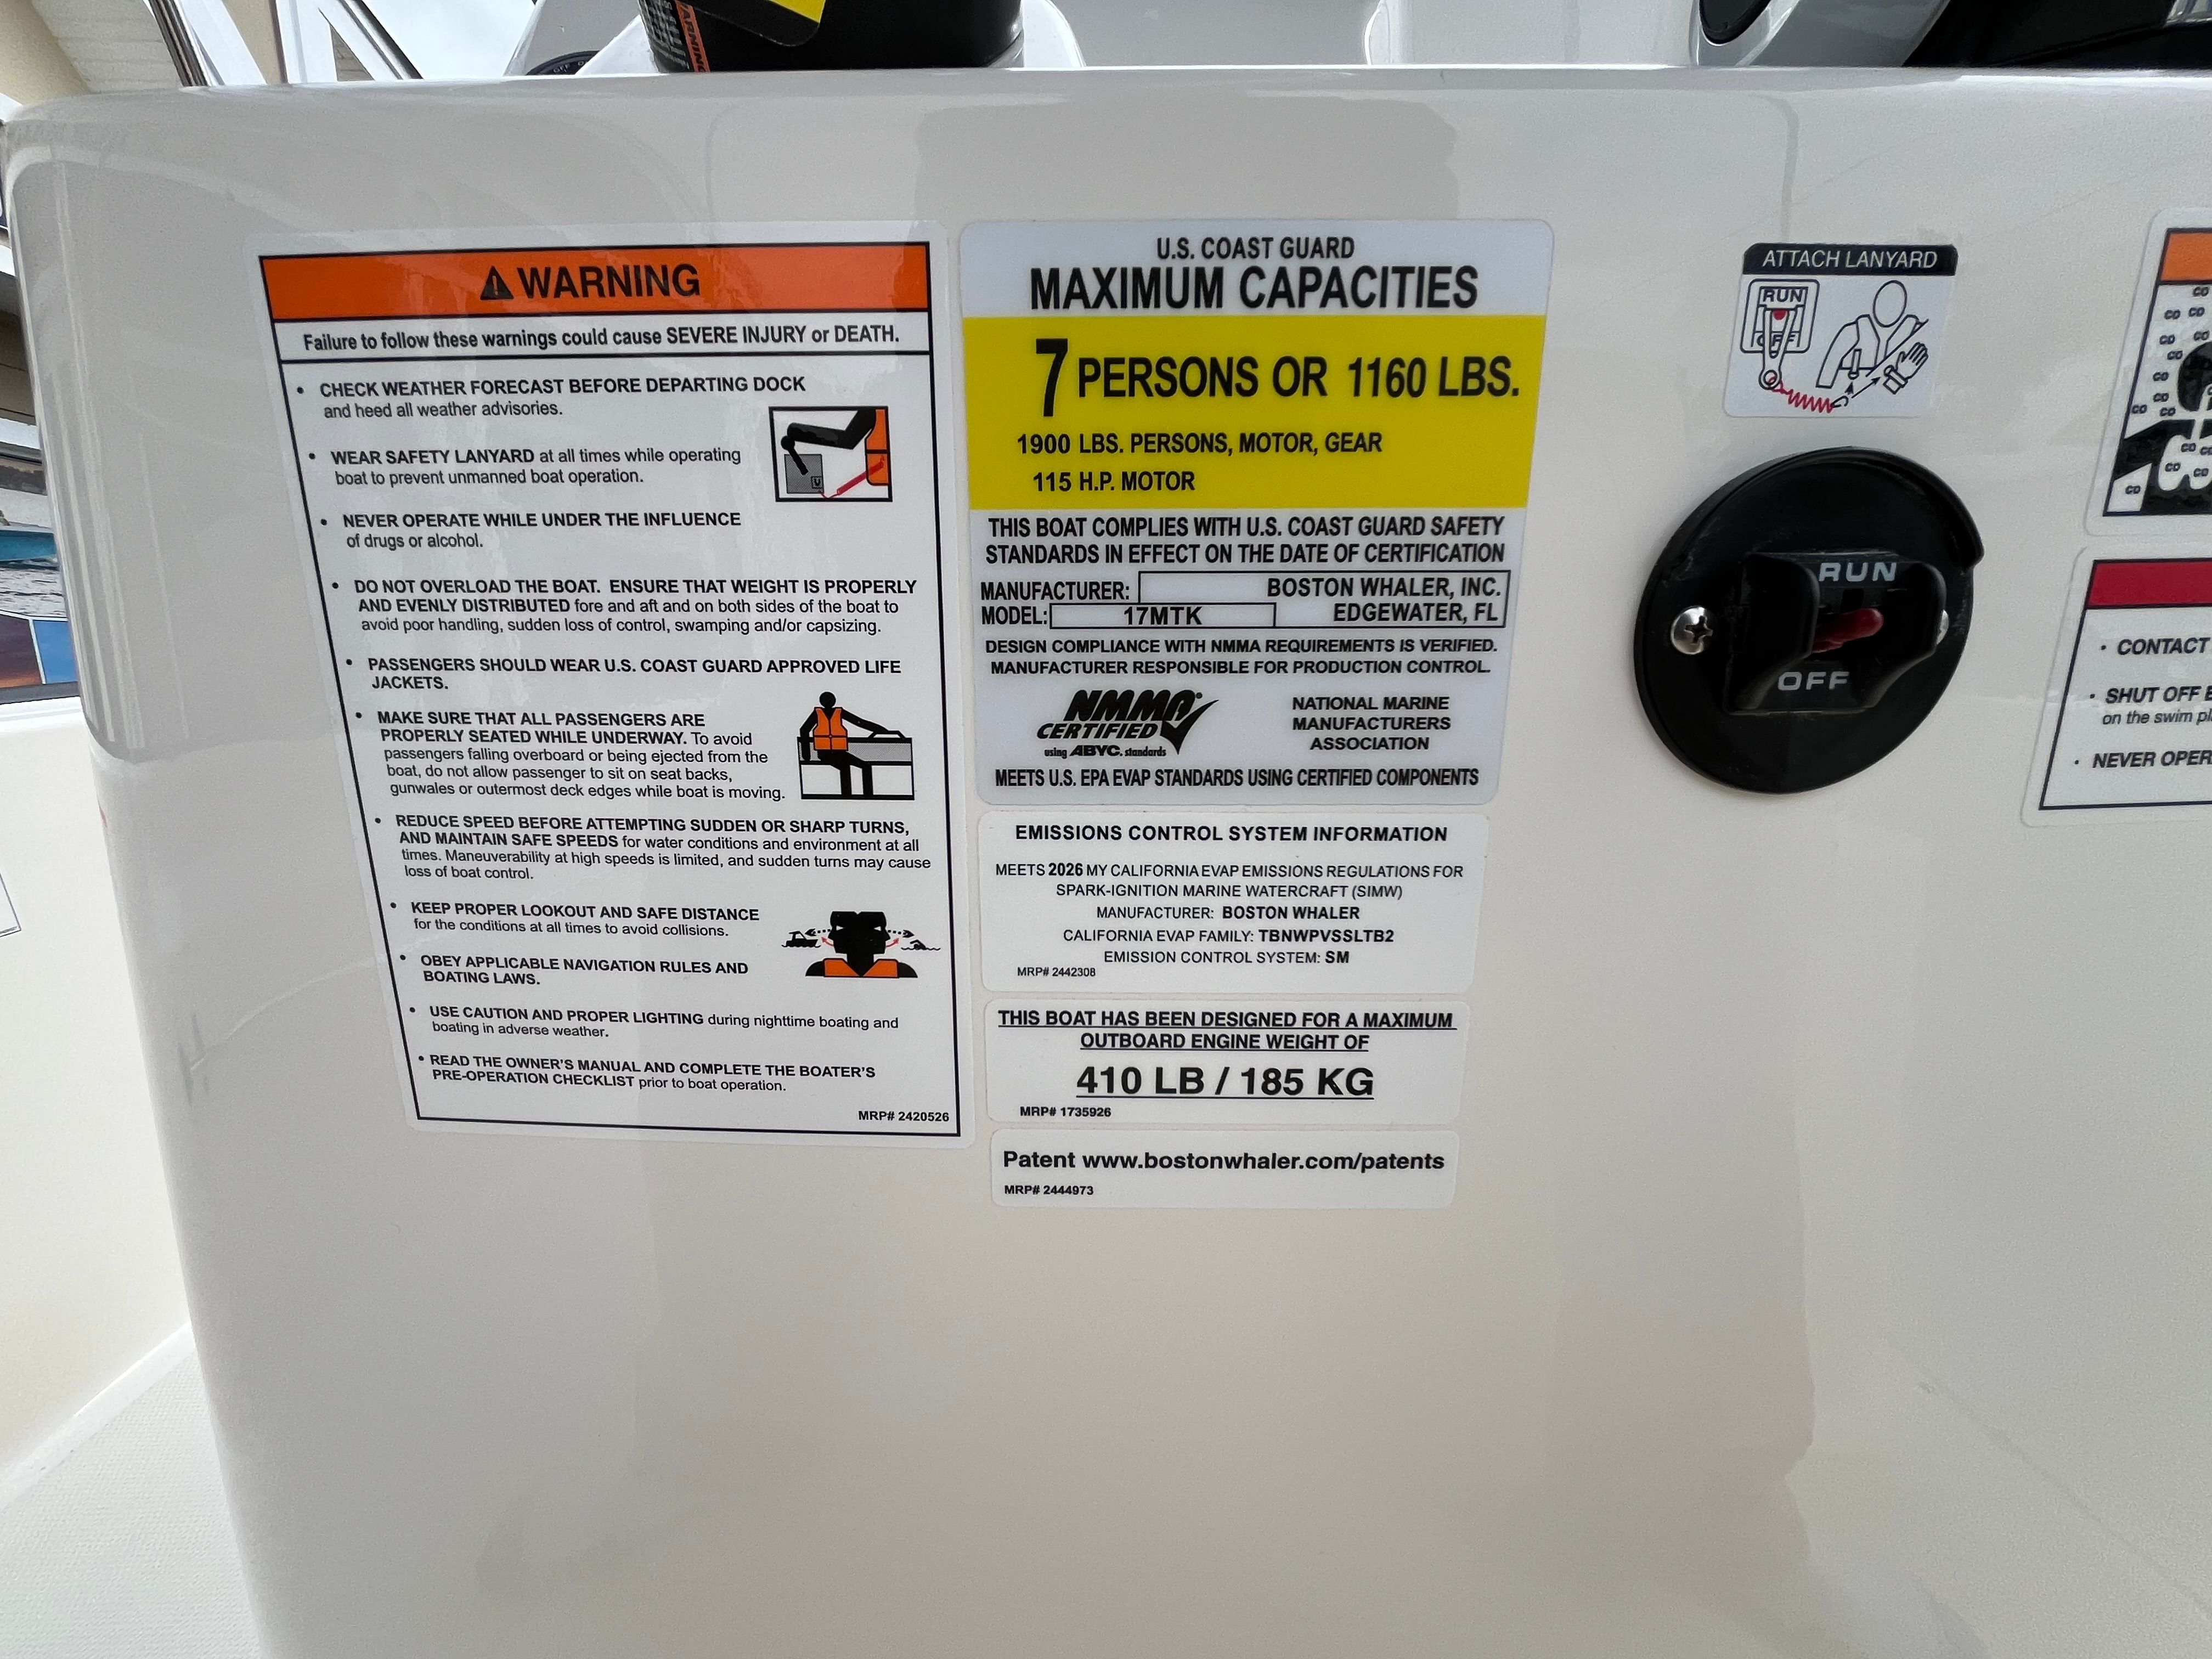 WARNING
Failure to follow these warnings could cause SEVERE INJURY or DEATH.
• CHECK WEATHER FORECAST BEFORE DEPARTING DOCK
and heed all weather advisories.
• WEAR SAFETY LANYARD at all times while operating
boat to prevent unmanned boat operation.
• NEVER OPERATE WHILE UNDER THE INFLUENCE
of drugs or alcohol.
• DO NOT OVERLOAD THE BOAT. ENSURE THAT WEIGHT IS PROPERLY
AND EVENLY DISTRIBUTED fore and aft and on both sides of the boat to
avoid poor handling, sudden loss of control, swamping and/or capsizing.
• PASSENGERS SHOULD WEAR U.S. COAST GUARD APPROVED LIFE
JACKETS.
• MAKE SURE THAT ALL PASSENGERS ARE
PROPERLY SEATED WHILE UNDERWAY. To avoid
passengers falling overboard or being ejected from the
boat, do not allow passenger to sit on seat backs,
gunwales or outermost deck edges while boat is moving.
• REDUCE SPEED BEFORE ATTEMPTING SUDDEN OR SHARP TURNS,
AND MAINTAIN SAFE SPEEDS for water conditions and environment at all
times. Maneuverability at high speeds is limited, and sudden turns may cause
loss of boat control.
• KEEP PROPER LOOKOUT AND SAFE DISTANCE
for the conditions at all times to avoid collisions.
• OBEY APPLICABLE NAVIGATION RULES AND
BOATING LAWS.
• USE CAUTION AND PROPER LIGHTING during nighttime boating and
boating in adverse weather.
• READ THE OWNER'S MANUAL AND COMPLETE THE BOATER'S
PRE-OPERATION CHECKLIST prior to boat operation.
MRP# 2420526
U.S. COAST GUARD
MAXIMUM CAPACITIES
7 PERSONS OR 1160 LBS.
1900 LBS. PERSONS, MOTOR, GEAR
115 H.P. MOTOR
THIS BOAT COMPLIES WITH U.S. COAST GUARD SAFETY
STANDARDS IN EFFECT ON THE DATE OF CERTIFICATION
MANUFACTURER: BOSTON WHALER, INC.
MODEL: 17MTK EDGEWATER, FL
DESIGN COMPLIANCE WITH NMMA REQUIREMENTS IS VERIFIED.
MANUFACTURER RESPONSIBLE FOR PRODUCTION CONTROL.
NMMA®
CERTIFIED
using ABYC. standards
NATIONAL MARINE
MANUFACTURERS
ASSOCIATION
MEETS U.S. EPA EVAP STANDARDS USING CERTIFIED COMPONENTS
EMISSIONS CONTROL SYSTEM INFORMATION
MEETS 2026 MY CALIFORNIA EVAP EMISSIONS REGULATIONS FOR
SPARK-IGNITION MARINE WATERCRAFT (SIMW)
MANUFACTURER: BOSTON WHALER
CALIFORNIA EVAP FAMILY: TBNWPVSSLTB2
EMISSION CONTROL SYSTEM: SM
MRP# 2442308
THIS BOAT HAS BEEN DESIGNED FOR A MAXIMUM
OUTBOARD ENGINE WEIGHT OF
410 LB / 185 KG
MRP# 1735926
Patent www.bostonwhaler.com/patents
MRP# 2444973
ATTACH LANYARD
RUN
OFF
RUN
OFF
CO CO CO CO CO CO CO CO CO CO CO CO CO
• CONTACT
• SHUT OFF
on the swim
• NEVER